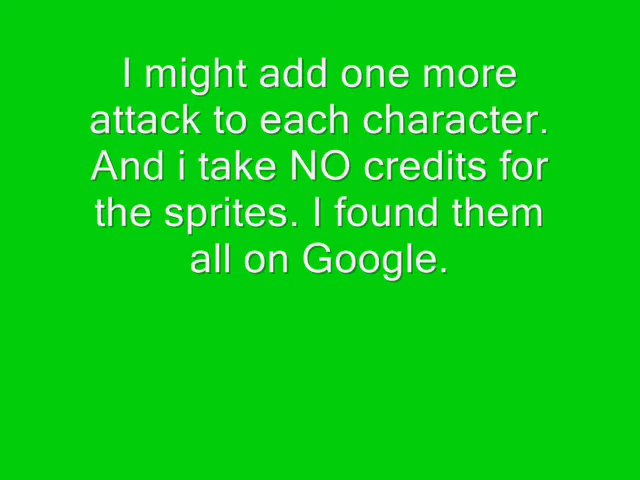 I might add one more
attack to each character.
And i take NO credits for
the sprites. I found them
all on Google.